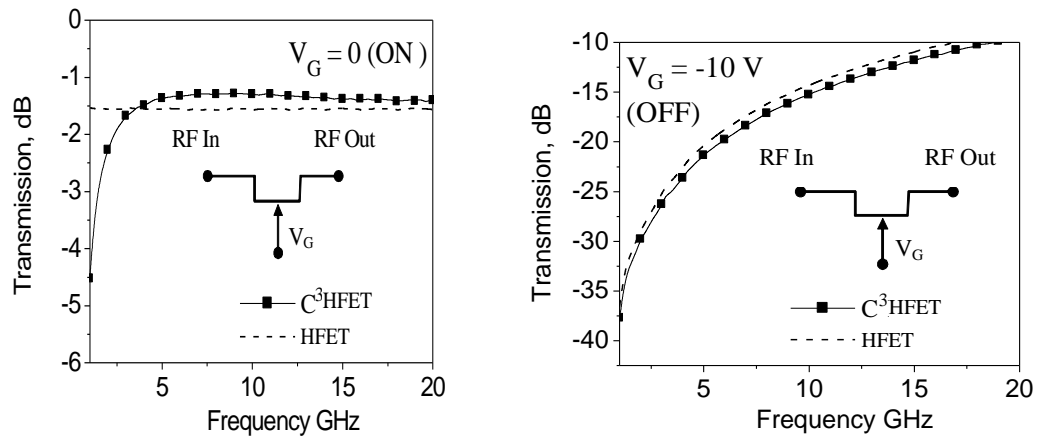 0
-1
-2
-3
-4
-5
-6
Transmission, dB
V_G = 0 (ON)
RF In
RF Out
V_G
C³HFET
HFET
5
10
15
20
Frequency GHz
-10
-15
-20
-25
-30
-35
-40
Transmission, dB
V_G = -10 V
(OFF)
RF In
RF Out
V_G
C³HFET
HFET
5
10
15
20
Frequency GHz